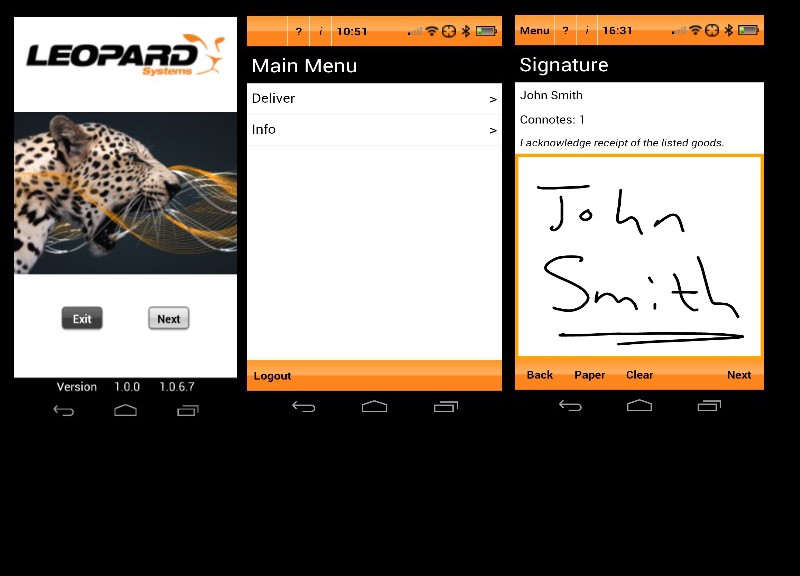 LEOPARD
Systems
Exit
Next
Version 1.0.0 1.0.6.7
? i 10:51
Main Menu
Deliver >
Info >
Logout
Menu ? i 16:31
Signature
John Smith
Connotes: 1
I acknowledge receipt of the listed goods.
John
Smith
Back Paper Clear Next